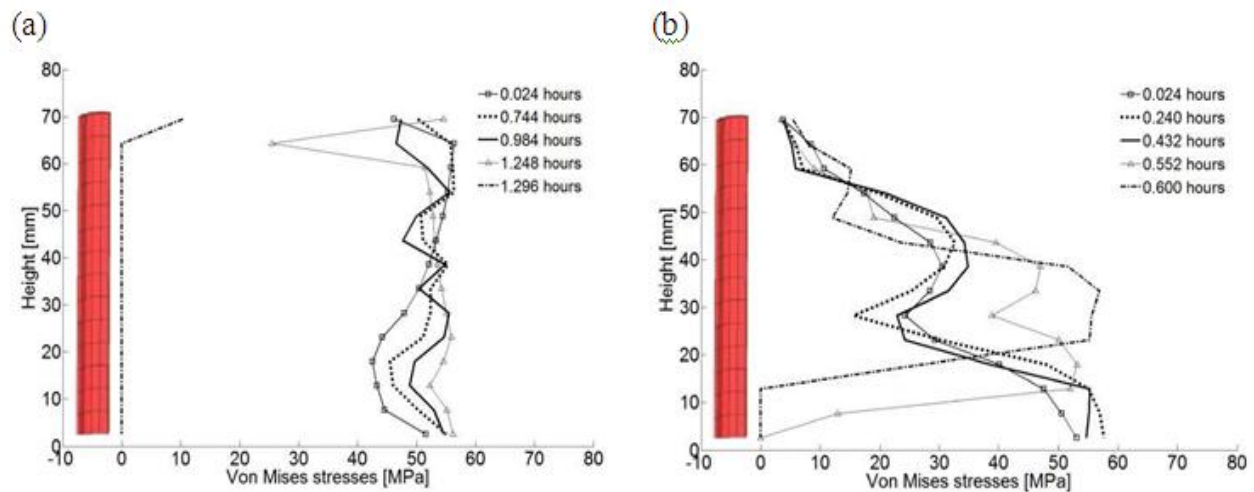 (a)
80
70
60
50
40
30
20
10
0
Height [mm]
-10 0 10 20 30 40 50 60 70 80
Von Mises stresses [MPa]
0.024 hours
0.744 hours
0.984 hours
1.248 hours
1.296 hours
(b)
80
70
60
50
40
30
20
10
0
Height [mm]
-10 0 10 20 30 40 50 60 70 80
Von Mises stresses [MPa]
0.024 hours
0.240 hours
0.432 hours
0.552 hours
0.600 hours